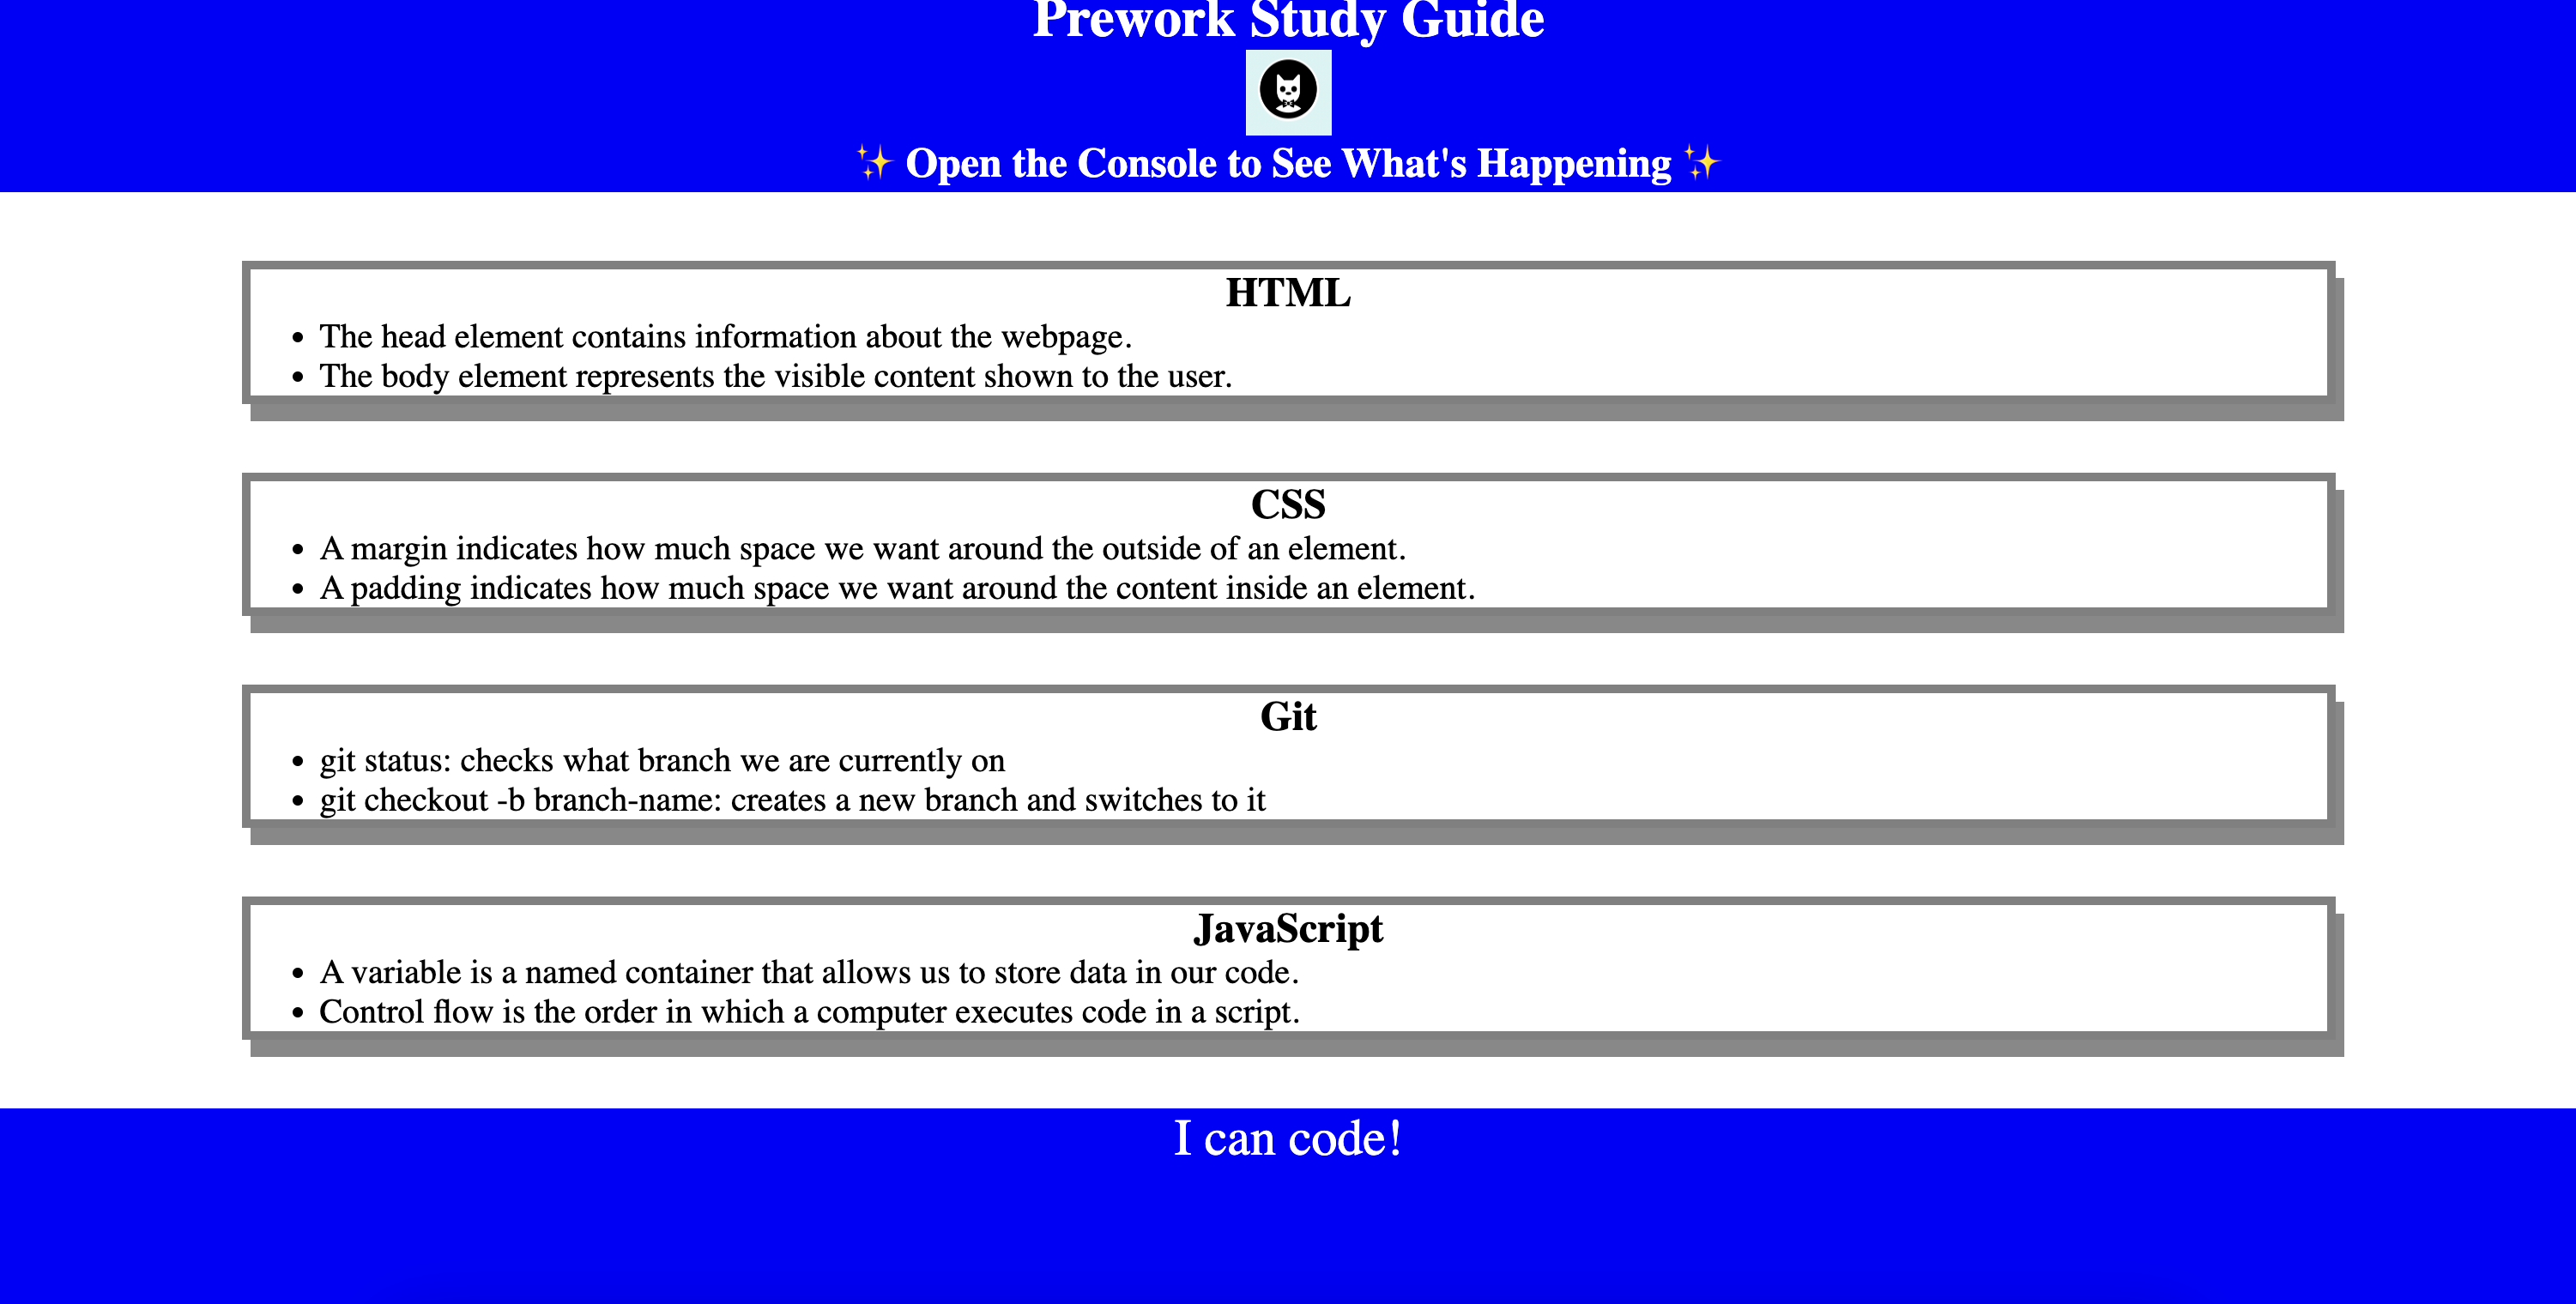 Prework Study Guide
✨ Open the Console to See What's Happening ✨
HTML
• The head element contains information about the webpage.
• The body element represents the visible content shown to the user.
CSS
• A margin indicates how much space we want around the outside of an element.
• A padding indicates how much space we want around the content inside an element.
Git
• git status: checks what branch we are currently on
• git checkout -b branch-name: creates a new branch and switches to it
JavaScript
• A variable is a named container that allows us to store data in our code.
• Control flow is the order in which a computer executes code in a script.
I can code!